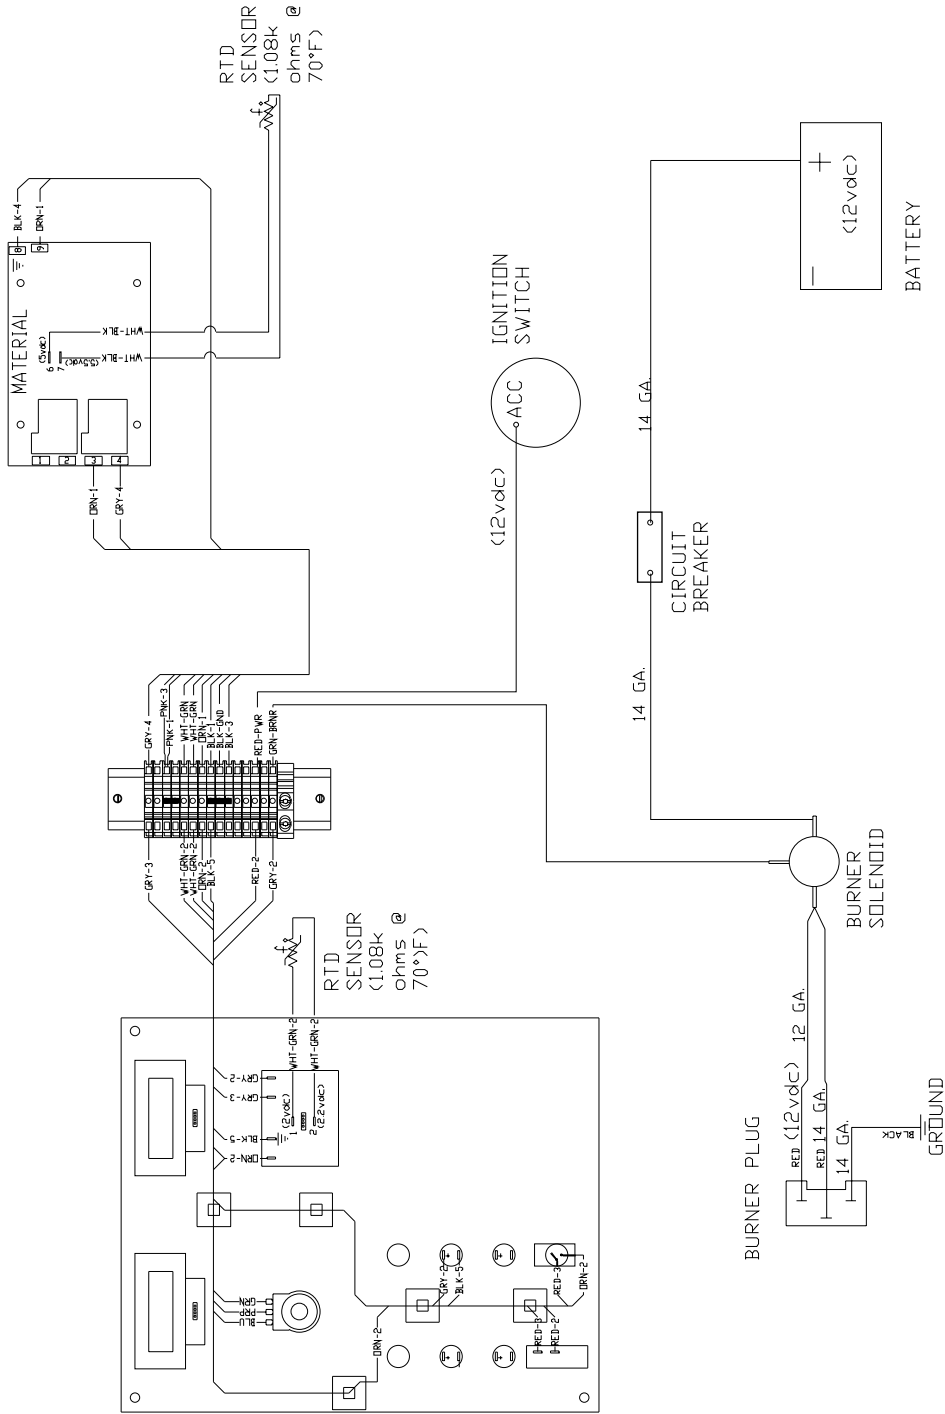 RTD
SENSOR
(1.08k
ohms @
70°F)
BLK-4
ORN-1
8
9
MATERIAL
(5vdc)
6
7
(5.5vdc)
WHT-BLK
WHT-BLK
1
2
3
4
ORN-1
GRY-4
IGNITION
SWITCH
ACC
(12vdc)
+
(12vdc)
BATTERY
14 GA.
CIRCUIT
BREAKER
14 GA.
GRY-4
PNK-3
PNK-1
WHT-GRN
WHT-GRN
ORN-1
BLK-1
BLK-GND
BLK-3
RED-PWR
GRN-BRNR
GRY-3
WHT-GRN-2
WHT-GRN-2
ORN-2
BLK-5
RED-2
GRY-2
RTD
SENSOR
(1.08k
ohms @
70°)F)
BURNER
SOLENOID
WHT-GRN-2
WHT-GRN-2
GRY-2
GRY-3
BLK-5
ORN-2
(2vdc)
1
2
(2.2vdc)
GRN
PRP
BLU
ORN-2
GRY-2
BLK-5
RED-3
ORN-2
RED-3
RED-2
12 GA.
RED (12vdc)
RED 14 GA.
14 GA.
BURNER PLUG
BLACK
GROUND